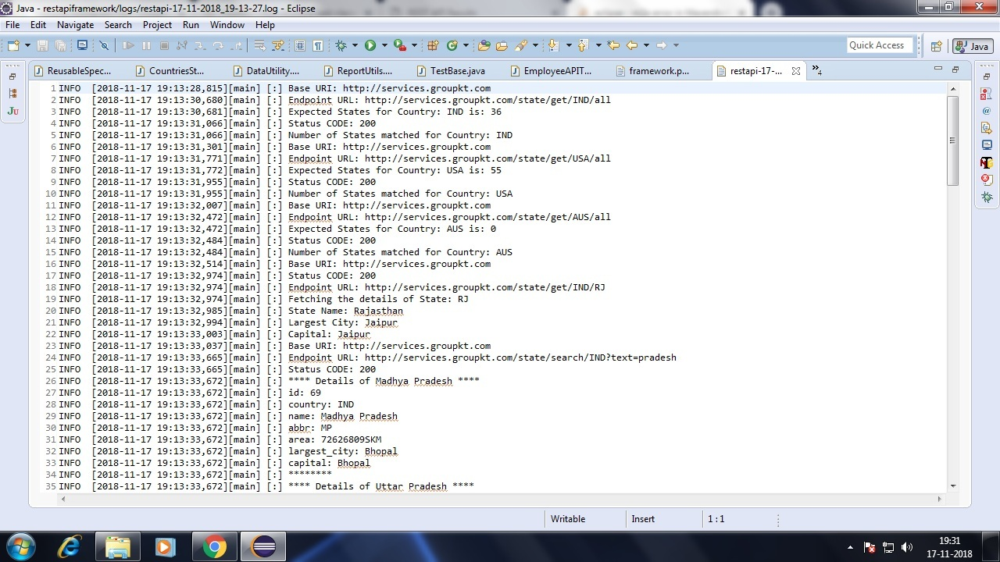 Java - restapiframework/logs/restapi-17-11-2018_19-13-27.log - Eclipse
File Edit Navigate Search Project Run Window Help
Quick Access Java
ReusableSpec... CountriesSt... DataUtility.... ReportUtils.... TestBase.java EmployeeAPIT... framework.p... restapi-17-... »4
1 INFO [2018-11-17 19:13:28,815][main] [:] Base URI: http://services.groupkt.com
2 INFO [2018-11-17 19:13:30,680][main] [:] Endpoint URL: http://services.groupkt.com/state/get/IND/all
3 INFO [2018-11-17 19:13:30,681][main] [:] Expected States for Country: IND is: 36
4 INFO [2018-11-17 19:13:31,066][main] [:] Status CODE: 200
5 INFO [2018-11-17 19:13:31,066][main] [:] Number of States matched for Country: IND
6 INFO [2018-11-17 19:13:31,301][main] [:] Base URI: http://services.groupkt.com
7 INFO [2018-11-17 19:13:31,771][main] [:] Endpoint URL: http://services.groupkt.com/state/get/USA/all
8 INFO [2018-11-17 19:13:31,772][main] [:] Expected States for Country: USA is: 55
9 INFO [2018-11-17 19:13:31,955][main] [:] Status CODE: 200
10 INFO [2018-11-17 19:13:31,955][main] [:] Number of States matched for Country: USA
11 INFO [2018-11-17 19:13:32,007][main] [:] Base URI: http://services.groupkt.com
12 INFO [2018-11-17 19:13:32,472][main] [:] Endpoint URL: http://services.groupkt.com/state/get/AUS/all
13 INFO [2018-11-17 19:13:32,472][main] [:] Expected States for Country: AUS is: 0
14 INFO [2018-11-17 19:13:32,484][main] [:] Status CODE: 200
15 INFO [2018-11-17 19:13:32,484][main] [:] Number of States matched for Country: AUS
16 INFO [2018-11-17 19:13:32,514][main] [:] Base URI: http://services.groupkt.com
17 INFO [2018-11-17 19:13:32,974][main] [:] Status CODE: 200
18 INFO [2018-11-17 19:13:32,974][main] [:] Endpoint URL: http://services.groupkt.com/state/get/IND/RJ
19 INFO [2018-11-17 19:13:32,974][main] [:] Fetching the details of State: RJ
20 INFO [2018-11-17 19:13:32,985][main] [:] State Name: Rajasthan
21 INFO [2018-11-17 19:13:32,994][main] [:] Largest City: Jaipur
22 INFO [2018-11-17 19:13:33,003][main] [:] Capital: Jaipur
23 INFO [2018-11-17 19:13:33,037][main] [:] Base URI: http://services.groupkt.com
24 INFO [2018-11-17 19:13:33,665][main] [:] Endpoint URL: http://services.groupkt.com/state/search/IND?text=pradesh
25 INFO [2018-11-17 19:13:33,665][main] [:] Status CODE: 200
26 INFO [2018-11-17 19:13:33,672][main] [:] **** Details of Madhya Pradesh ****
27 INFO [2018-11-17 19:13:33,672][main] [:] id: 69
28 INFO [2018-11-17 19:13:33,672][main] [:] country: IND
29 INFO [2018-11-17 19:13:33,672][main] [:] name: Madhya Pradesh
30 INFO [2018-11-17 19:13:33,672][main] [:] abbr: MP
31 INFO [2018-11-17 19:13:33,672][main] [:] area: 72626809SKM
32 INFO [2018-11-17 19:13:33,672][main] [:] largest_city: Bhopal
33 INFO [2018-11-17 19:13:33,672][main] [:] capital: Bhopal
34 INFO [2018-11-17 19:13:33,672][main] [:] ********
35 INFO [2018-11-17 19:13:33,672][main] [:] **** Details of Uttar Pradesh ****
Writable Insert 1 : 1
19:31
17-11-2018